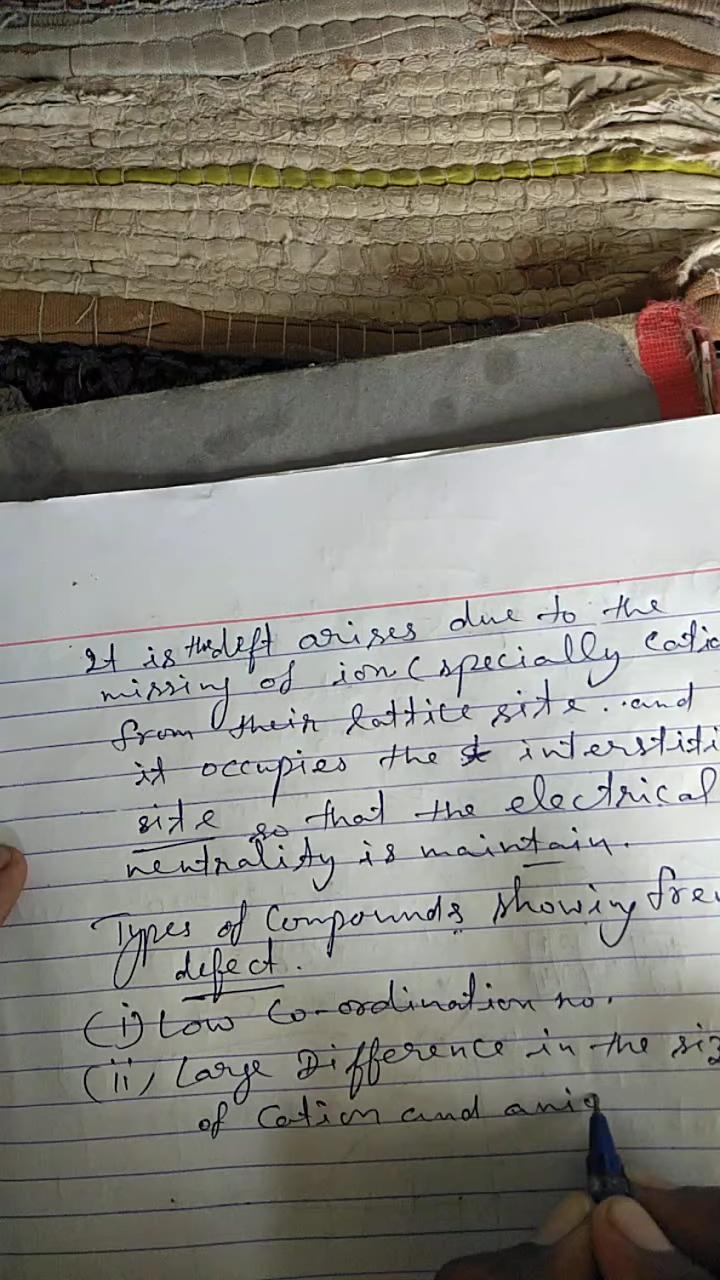 It is the deft arises due to the
missing of ion (specially Catio
from their lattice site. and
it occupies the interstiti
site so that the electrical
neutrality is maintain.
Types of Compounds showing fre
defect.
(i) Low Co-ordination no.
(ii) Large Difference in the siz
of Cation and anio